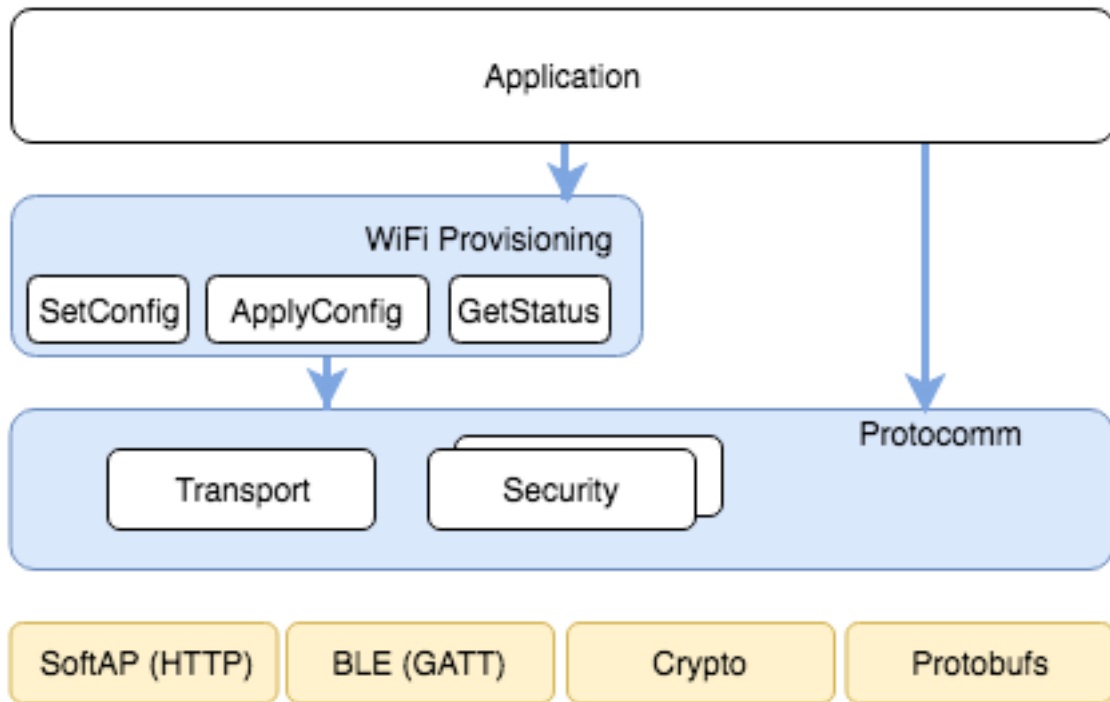 Application
WiFi Provisioning
SetConfig
ApplyConfig
GetStatus
Protocomm
Transport
Security
SoftAP (HTTP)
BLE (GATT)
Crypto
Protobufs